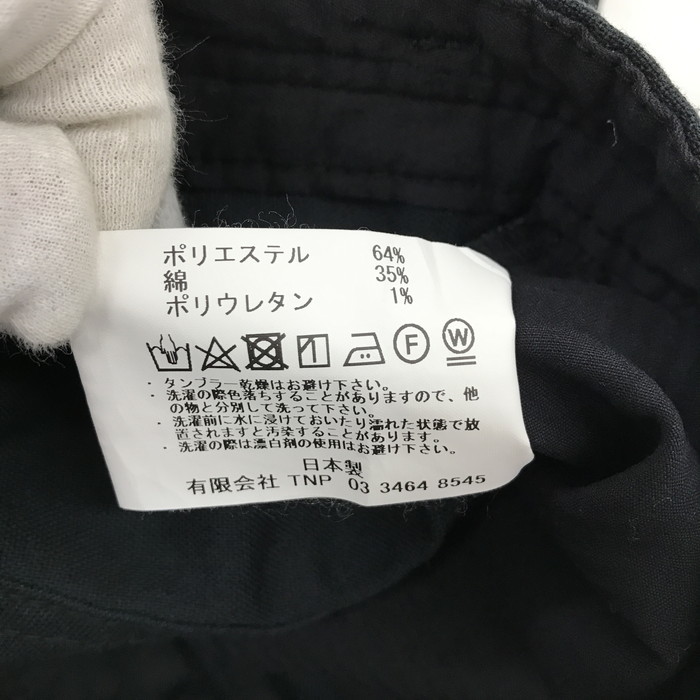 ポリエステル 64%
綿 35%
ポリウレタン 1%
F W
・タンブラー乾燥はお避け下さい。
・洗濯の際色落ちすることがありますので、他
の物と分別して洗って下さい。
・洗濯前に水に浸けておいたり濡れた状態で放
置されますと汚染することがあります。
・洗濯の際は漂白剤の使用はお避け下さい。
日本製
有限会社 TNP 03 3464 8545